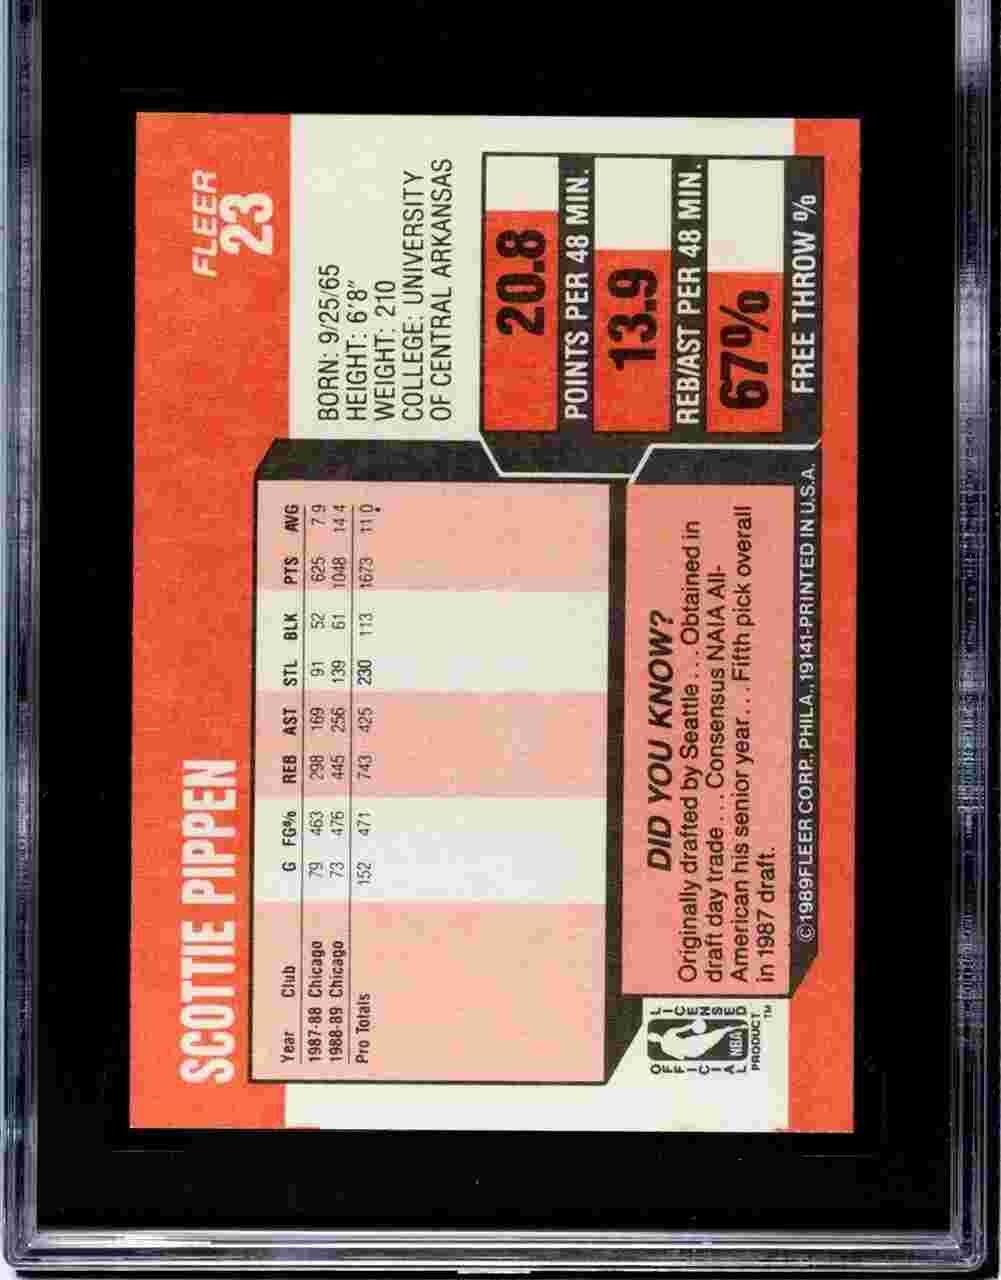 SCOTTIE PIPPEN
FLEER
23
Year Club G FG% REB AST STL BLK PTS AVG
1987-88 Chicago 79 463 298 169 91 52 625 7.9
1988-89 Chicago 73 476 445 256 139 61 1048 14.4
Pro Totals 152 471 743 425 230 113 1673 11.0
BORN: 9/25/65
HEIGHT: 6'8"
WEIGHT: 210
COLLEGE: UNIVERSITY
OF CENTRAL ARKANSAS
20.8
POINTS PER 48 MIN.
13.9
REB/AST PER 48 MIN.
67%
FREE THROW %
DID YOU KNOW?
Originally drafted by Seattle . . . Obtained in
draft day trade . . . Consensus NAIA All-
American his senior year . . . Fifth pick overall
in 1987 draft.
OFFICIAL
LICENSED
NBA
PRODUCT™
©1989 FLEER CORP., PHILA., 19141-PRINTED IN U.S.A.